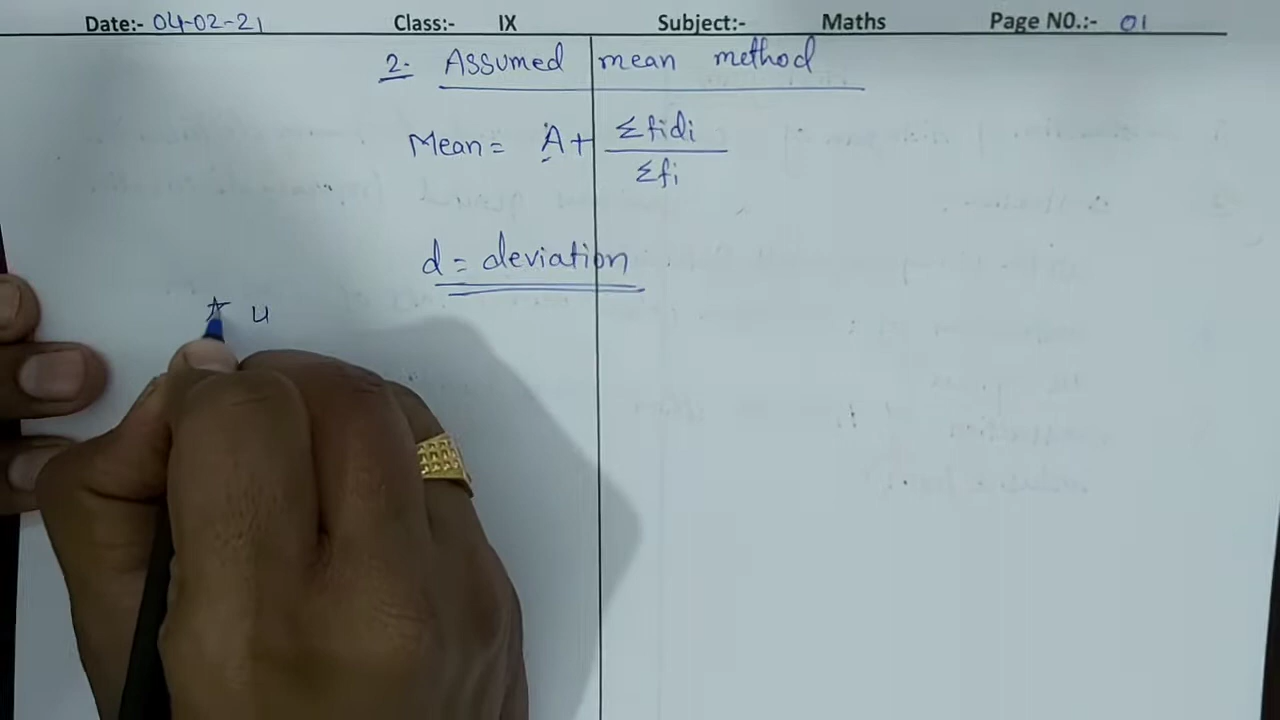 Date:- 04-02-21 Class:- IX Subject:- Maths Page NO.:- 01
2. Assumed mean method
Mean = A + Σfidi / Σfi
d = deviation
* u